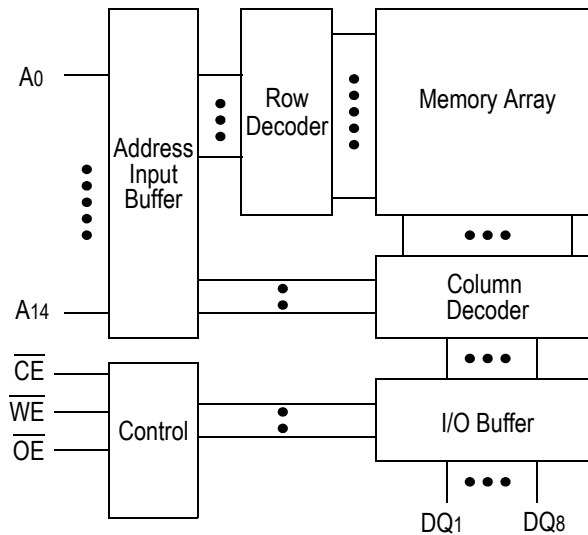 A0
A14
Address
Input
Buffer
Row
Decoder
Memory Array
Column
Decoder
CE
WE
OE
Control
I/O Buffer
DQ1
DQ8